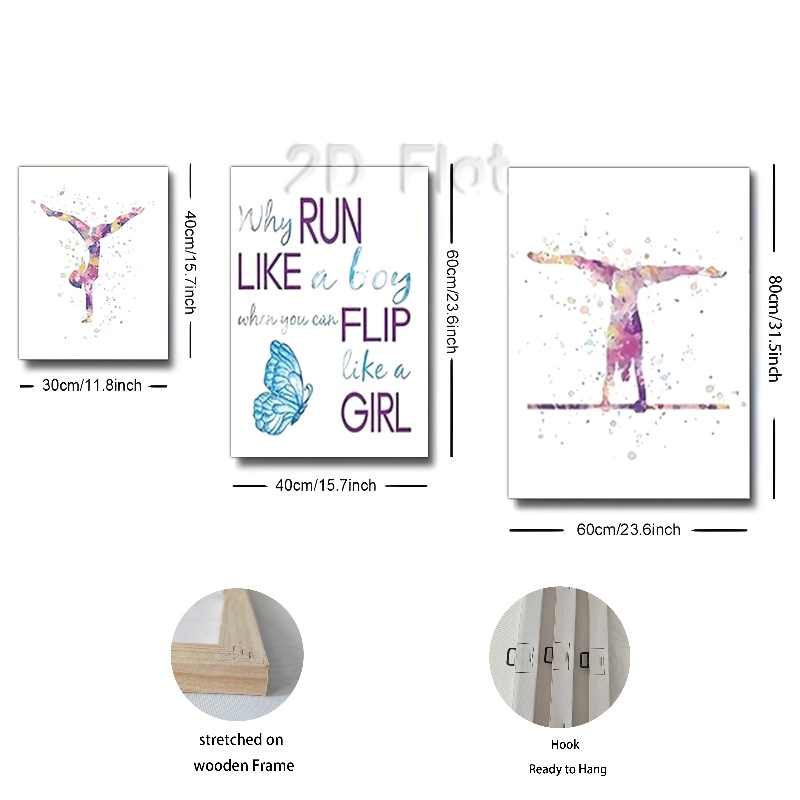 2D Flat
Why RUN
LIKE a boy
when you can FLIP
like a
GIRL
40cm/15.7inch
30cm/11.8inch
60cm/23.6inch
40cm/15.7inch
80cm/31.5inch
60cm/23.6inch
stretched on
wooden Frame
Hook
Ready to Hang